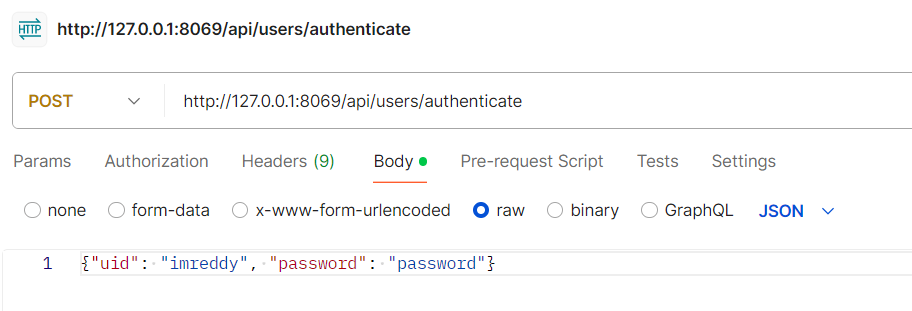 HTTP http://127.0.0.1:8069/api/users/authenticate
POST http://127.0.0.1:8069/api/users/authenticate
Params Authorization Headers (9) Body Pre-request Script Tests Settings
none form-data x-www-form-urlencoded raw binary GraphQL JSON
1 {"uid": "imreddy", "password": "password"}